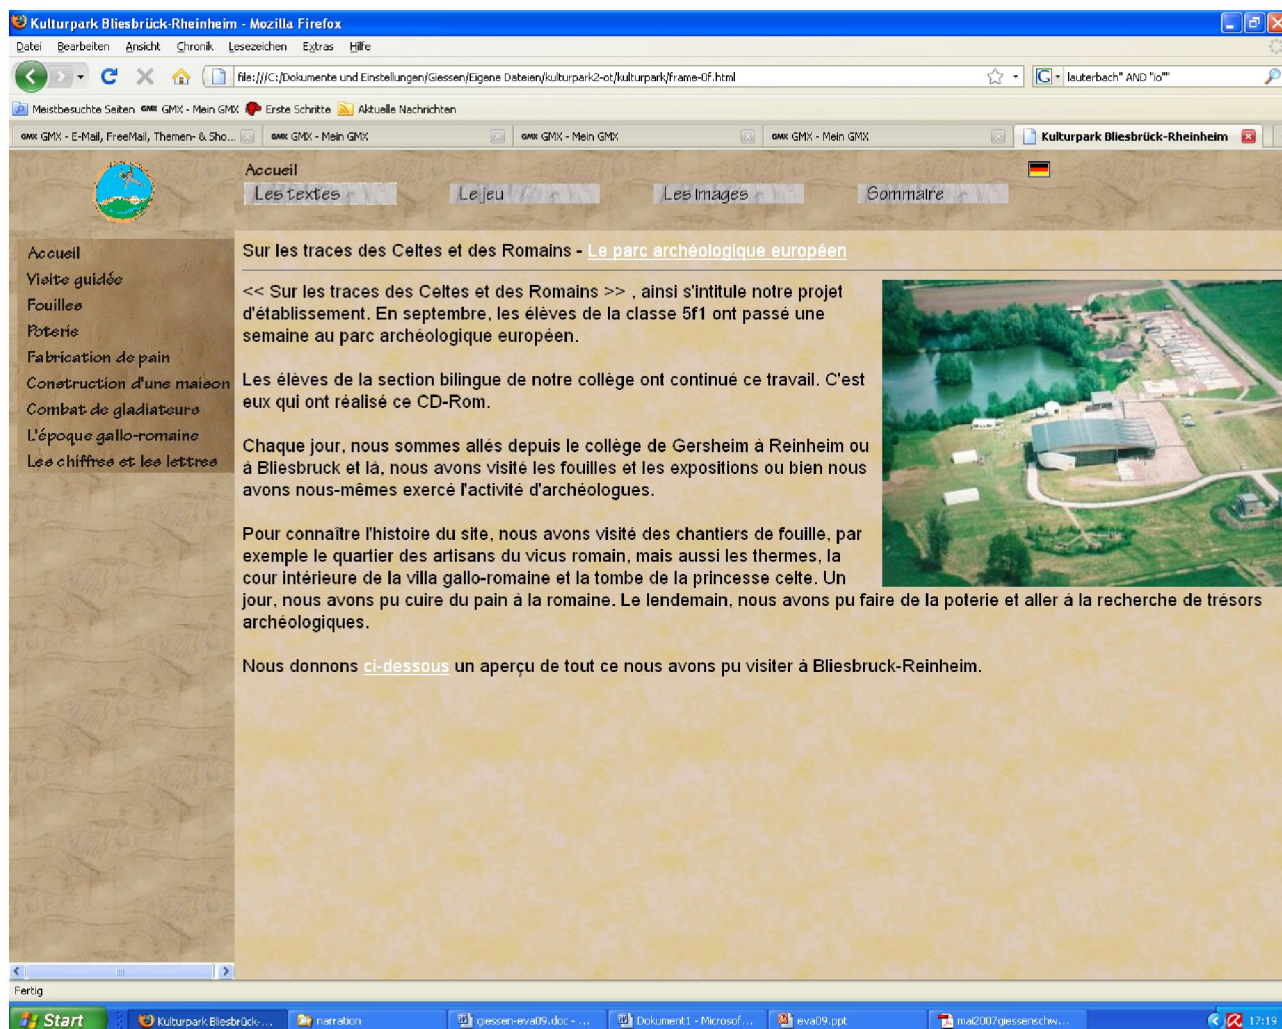 Kulturpark Bliesbrück-Rheinheim - Mozilla Firefox
Datei Bearbeiten Ansicht Chronik Lesezeichen Extras Hilfe
file:///C:/Dokumente und Einstellungen/Giessen/Eigene Dateien/kulturpark2-ot/kulturpark/frame-0f.html
lauterbach" AND "io""
Meistbesuchte Seiten GMX GMX - Mein GMX Erste Schritte Aktuelle Nachrichten
GMX GMX - E-Mail, FreeMail, Themen- & Sho... GMX GMX - Mein GMX GMX GMX - Mein GMX GMX GMX - Mein GMX Kulturpark Bliesbrück-Rheinheim
Accueil
Les textes Le jeu Les images Sommaire
Accueil
Visite guidée
Fouilles
Poterie
Fabrication de pain
Construction d'une maison
Combat de gladiateurs
L'époque gallo-romaine
Les chiffres et les lettres
Sur les traces des Celtes et des Romains - Le parc archéologique européen
<< Sur les traces des Celtes et des Romains >> , ainsi s'intitule notre projet
d'établissement. En septembre, les élèves de la classe 5f1 ont passé une
semaine au parc archéologique européen.
Les élèves de la section bilingue de notre collège ont continué ce travail. C'est
eux qui ont réalisé ce CD-Rom.
Chaque jour, nous sommes allés depuis le collège de Gersheim à Reinheim ou
à Bliesbruck et là, nous avons visité les fouilles et les expositions ou bien nous
avons nous-mêmes exercé l'activité d'archéologues.
Pour connaître l'histoire du site, nous avons visité des chantiers de fouille, par
exemple le quartier des artisans du vicus romain, mais aussi les thermes, la
cour intérieure de la villa gallo-romaine et la tombe de la princesse celte. Un
jour, nous avons pu cuire du pain à la romaine. Le lendemain, nous avons pu faire de la poterie et aller à la recherche de trésors
archéologiques.
Nous donnons ci-dessous un aperçu de tout ce nous avons pu visiter à Bliesbruck-Reinheim.
Fertig
Start Kulturpark Bliesbrück-... narration giessen-eva09.doc - ... Dokument1 - Microsof... eva09.ppt mai2007giessenschw... 17:19